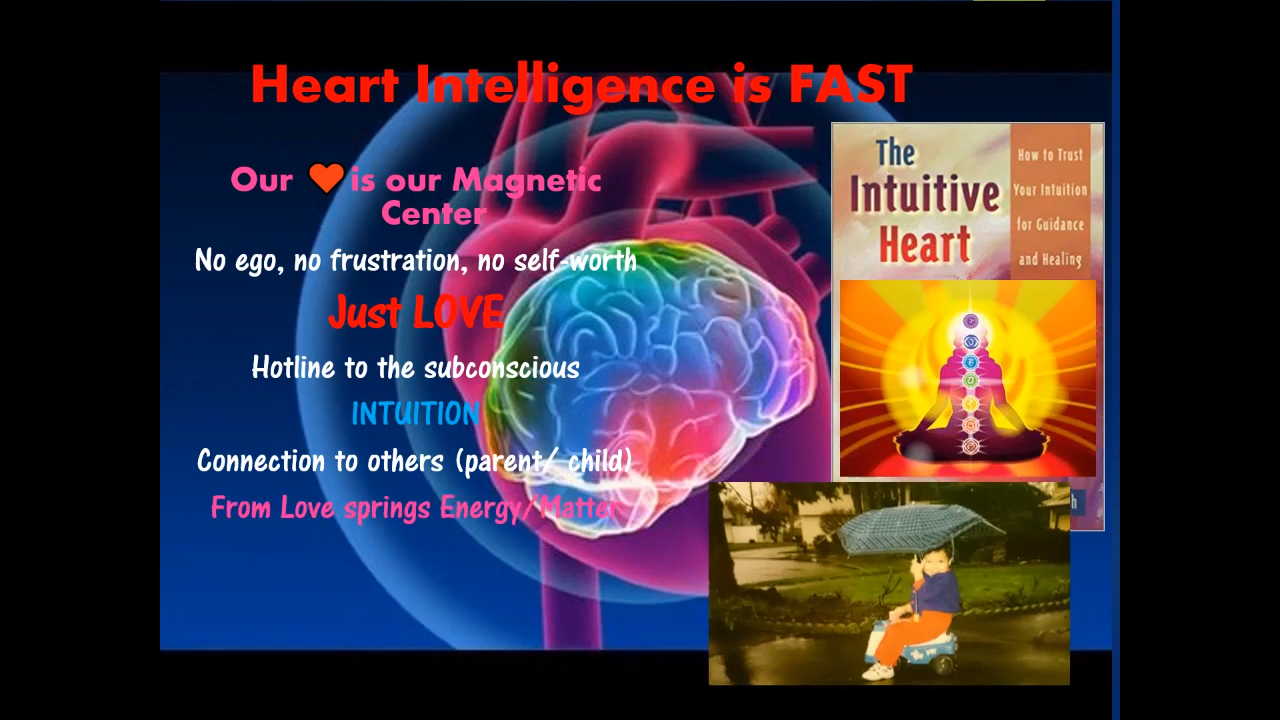 Heart Intelligence is FAST
Our ❤ is our Magnetic
Center
No ego, no frustration, no self-worth
Just LOVE
Hotline to the subconscious
INTUITION
Connection to others (parent/ child)
From Love springs Energy/Matter
The
Intuitive
Heart
How to Trust
Your Intuition
for Guidance
and Healing
h